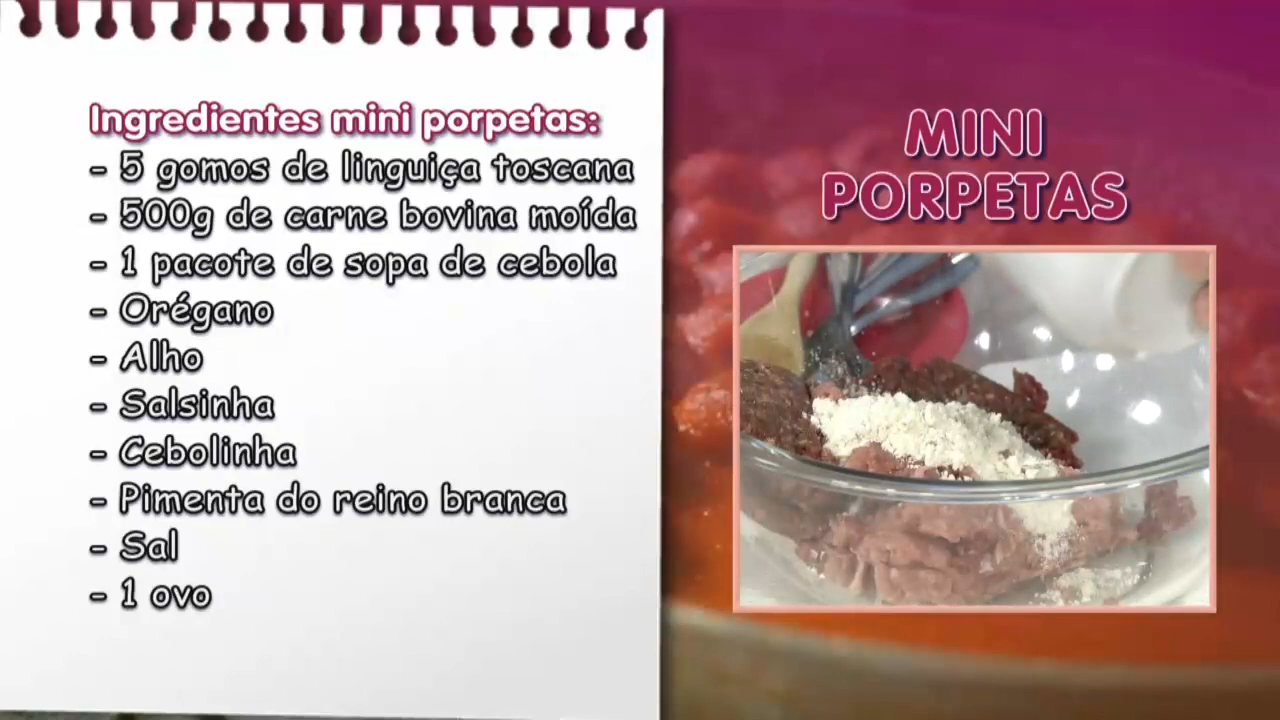 Ingredientes mini porpetas:
- 5 gomos de linguiça toscana
- 500g de carne bovina moída
- 1 pacote de sopa de cebola
- Orégano
- Alho
- Salsinha
- Cebolinha
- Pimenta do reino branca
- Sal
- 1 ovo
MINI
PORPETAS